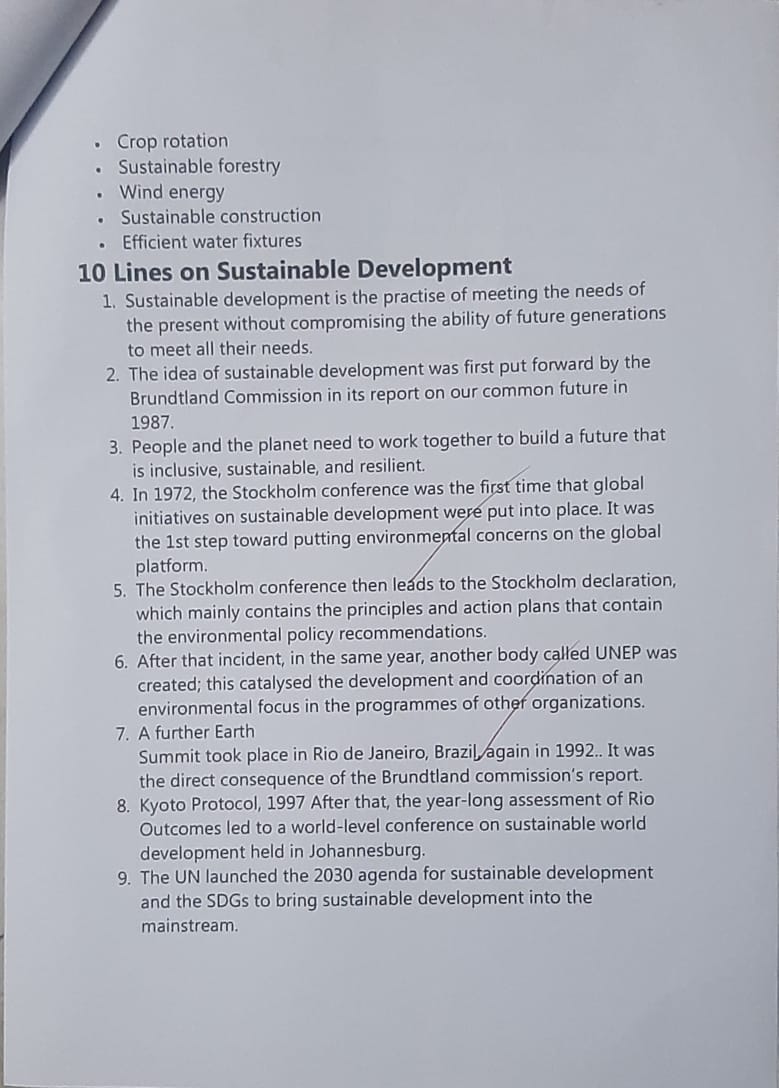 • Crop rotation
• Sustainable forestry
• Wind energy
• Sustainable construction
• Efficient water fixtures
10 Lines on Sustainable Development
1. Sustainable development is the practise of meeting the needs of
the present without compromising the ability of future generations
to meet all their needs.
2. The idea of sustainable development was first put forward by the
Brundtland Commission in its report on our common future in
1987.
3. People and the planet need to work together to build a future that
is inclusive, sustainable, and resilient.
4. In 1972, the Stockholm conference was the first time that global
initiatives on sustainable development were put into place. It was
the 1st step toward putting environmental concerns on the global
platform.
5. The Stockholm conference then leads to the Stockholm declaration,
which mainly contains the principles and action plans that contain
the environmental policy recommendations.
6. After that incident, in the same year, another body called UNEP was
created; this catalysed the development and coordination of an
environmental focus in the programmes of other organizations.
7. A further Earth
Summit took place in Rio de Janeiro, Brazil, again in 1992.. It was
the direct consequence of the Brundtland commission's report.
8. Kyoto Protocol, 1997 After that, the year-long assessment of Rio
Outcomes led to a world-level conference on sustainable world
development held in Johannesburg.
9. The UN launched the 2030 agenda for sustainable development
and the SDGs to bring sustainable development into the
mainstream.